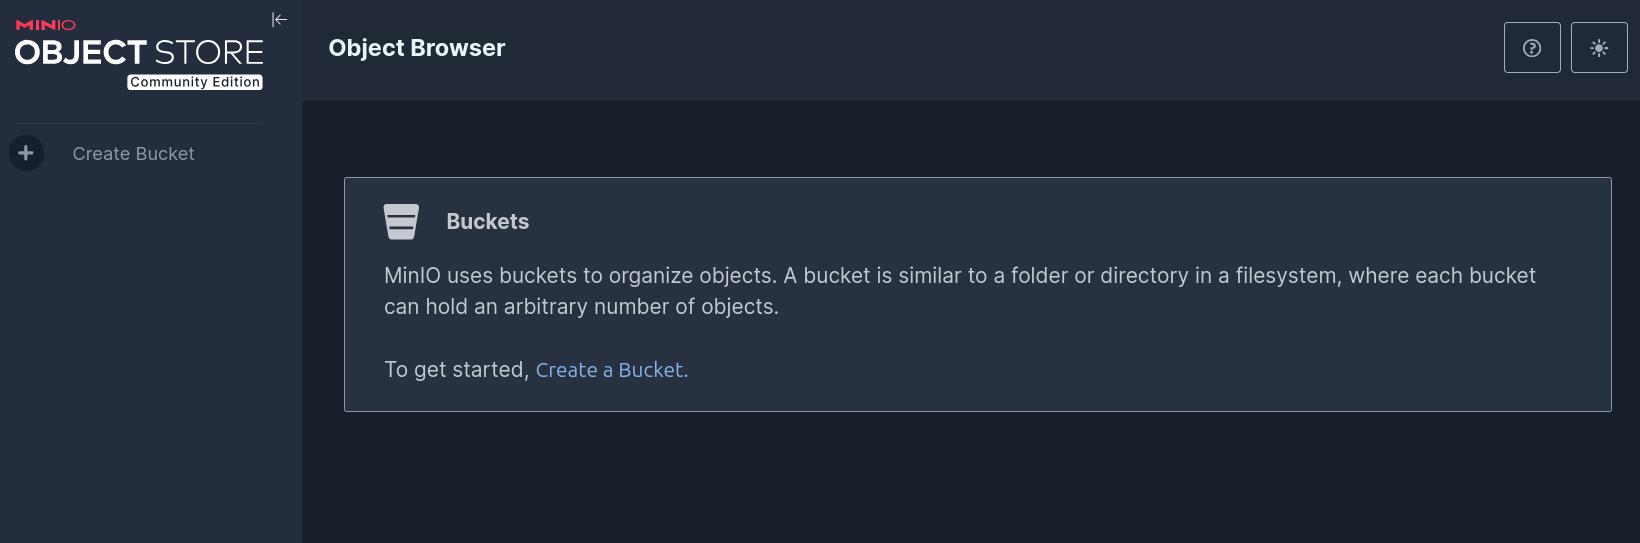 MINIO
OBJECT STORE
Community Edition
Create Bucket
Object Browser
Buckets
MinIO uses buckets to organize objects. A bucket is similar to a folder or directory in a filesystem, where each bucket
can hold an arbitrary number of objects.
To get started, Create a Bucket.